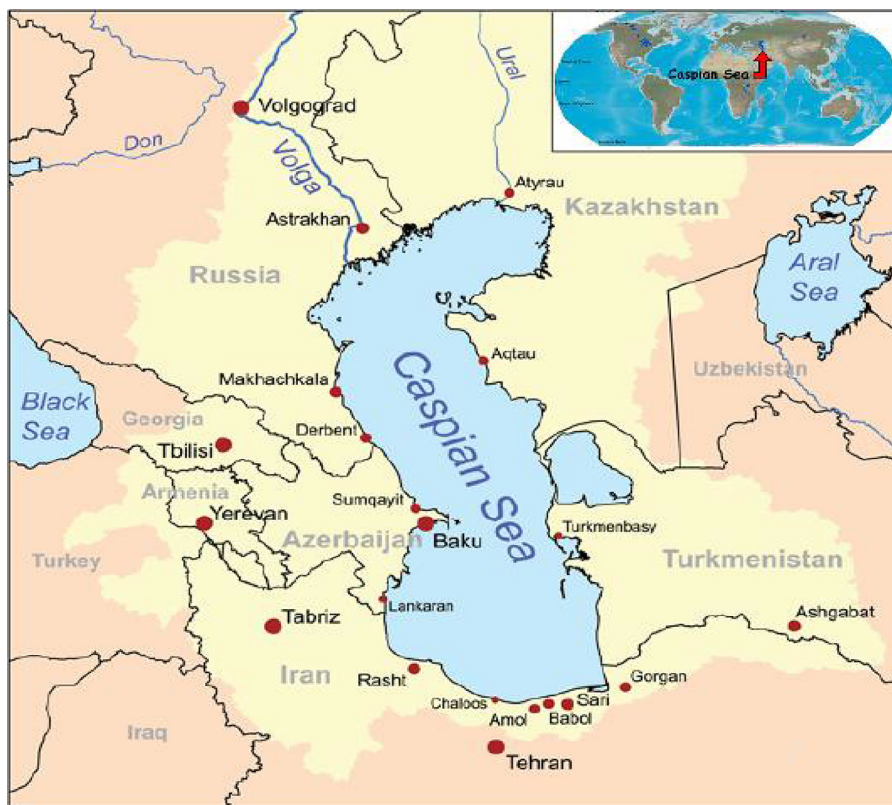 Caspian Sea
Ural
Volgograd
Don
Volga
Atyrau
Kazakhstan
Astrakhan
Russia
Aral
Sea
Aqtau
Uzbekistan
Makhachkala
Caspian Sea
Black
Sea
Georgia
Derbent
Tbilisi
Armenia
Sumqayit
Yerevan
Azerbaijan
Baku
Turkmenbasy
Turkey
Turkmenistan
Lankaran
Tabriz
Ashgabat
Iran
Rasht
Gorgan
Chaloos
Sari
Amol
Babol
Iraq
Tehran